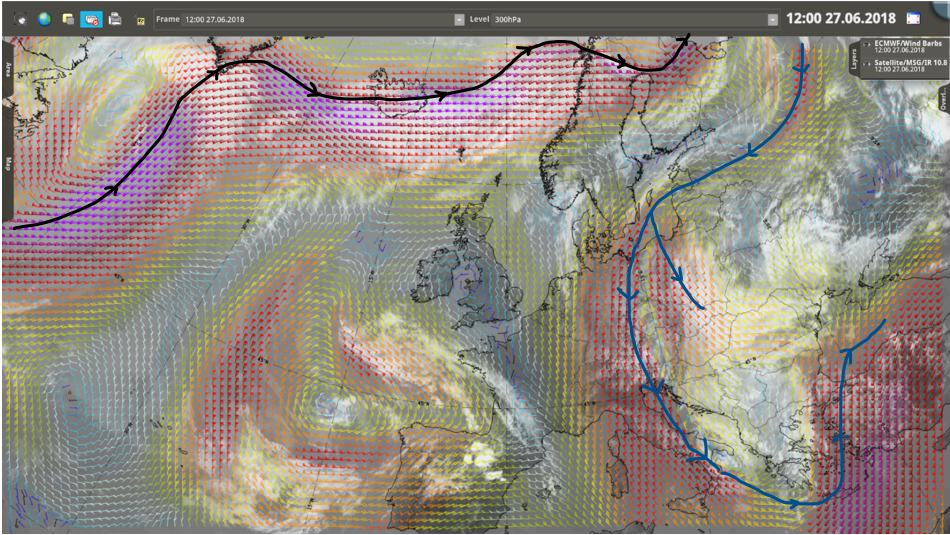 Frame 12:00 27.06.2018 Level 300hPa 12:00 27.06.2018
Area
Map
Layers
ECMWF/Wind Barbs
12:00 27.06.2018
Satellite/MSG/IR 10.8
12:00 27.06.2018
Overl...